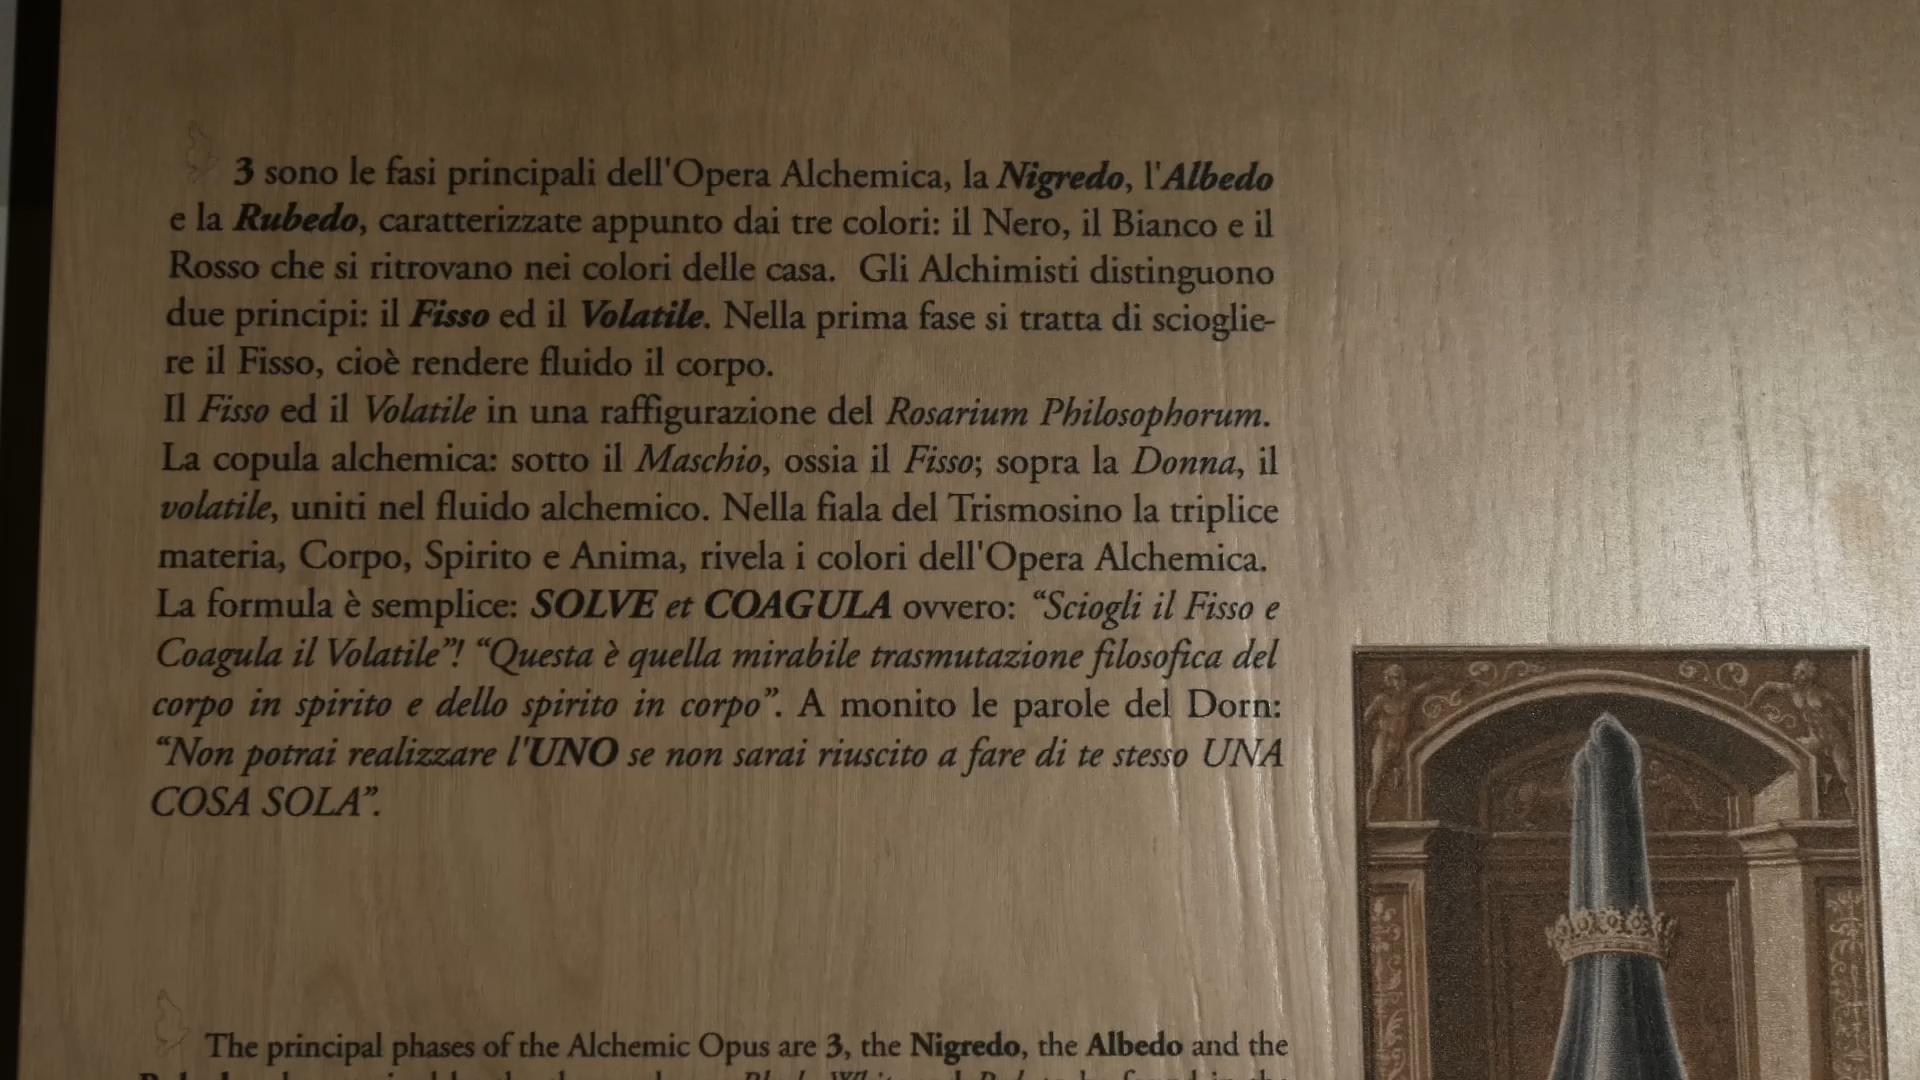 3 sono le fasi principali dell'Opera Alchemica, la Nigredo, l'Albedo
e la Rubedo, caratterizzate appunto dai tre colori: il Nero, il Bianco e il
Rosso che si ritrovano nei colori delle casa. Gli Alchimisti distinguono
due principi: il Fisso ed il Volatile. Nella prima fase si tratta di scioglie-
re il Fisso, cioè rendere fluido il corpo.
Il Fisso ed il Volatile in una raffigurazione del Rosarium Philosophorum.
La copula alchemica: sotto il Maschio, ossia il Fisso; sopra la Donna, il
volatile, uniti nel fluido alchemico. Nella fiala del Trismosino la triplice
materia, Corpo, Spirito e Anima, rivela i colori dell'Opera Alchemica.
La formula è semplice: SOLVE et COAGULA ovvero: “Sciogli il Fisso e
Coagula il Volatile”! “Questa è quella mirabile trasmutazione filosofica del
corpo in spirito e dello spirito in corpo”. A monito le parole del Dorn:
“Non potrai realizzare l'UNO se non sarai riuscito a fare di te stesso UNA
COSA SOLA”.
The principal phases of the Alchemic Opus are 3, the Nigredo, the Albedo and the